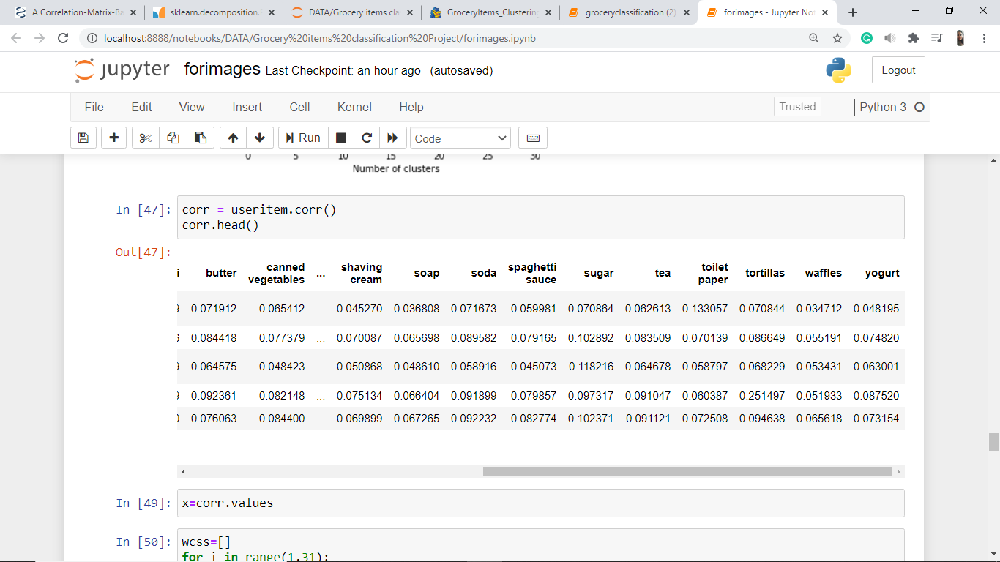 A Correlation-Matrix-Ba
sklearn.decomposition.
DATA/Grocery items cla
GroceryItems_Clustering
groceryclassification (2)
forimages - Jupyter Not
localhost:8888/notebooks/DATA/Grocery%20items%20classification%20Project/forimages.ipynb
jupyter forimages Last Checkpoint: an hour ago (autosaved)
Logout
File Edit View Insert Cell Kernel Help
Trusted
Python 3
Run
Code
0 5 10 15 20 25 30
Number of clusters
In [47]: corr = useritem.corr()
corr.head()
Out[47]:
i butter canned vegetables ... shaving cream soap soda spaghetti sauce sugar tea toilet paper tortillas waffles yogurt
9 0.071912 0.065412 ... 0.045270 0.036808 0.071673 0.059981 0.070864 0.062613 0.133057 0.070844 0.034712 0.048195
6 0.084418 0.077379 ... 0.070087 0.065698 0.089582 0.079165 0.102892 0.083509 0.070139 0.086649 0.055191 0.074820
9 0.064575 0.048423 ... 0.050868 0.048610 0.058916 0.045073 0.118216 0.064678 0.058797 0.068229 0.053431 0.063001
9 0.092361 0.082148 ... 0.075134 0.066404 0.091899 0.079857 0.097317 0.091047 0.060387 0.251497 0.051933 0.087520
0 0.076063 0.084400 ... 0.069899 0.067265 0.092232 0.082774 0.102371 0.091121 0.072508 0.094638 0.065618 0.073154
In [49]: x=corr.values
In [50]: wcss=[]
for i in range(1,31):